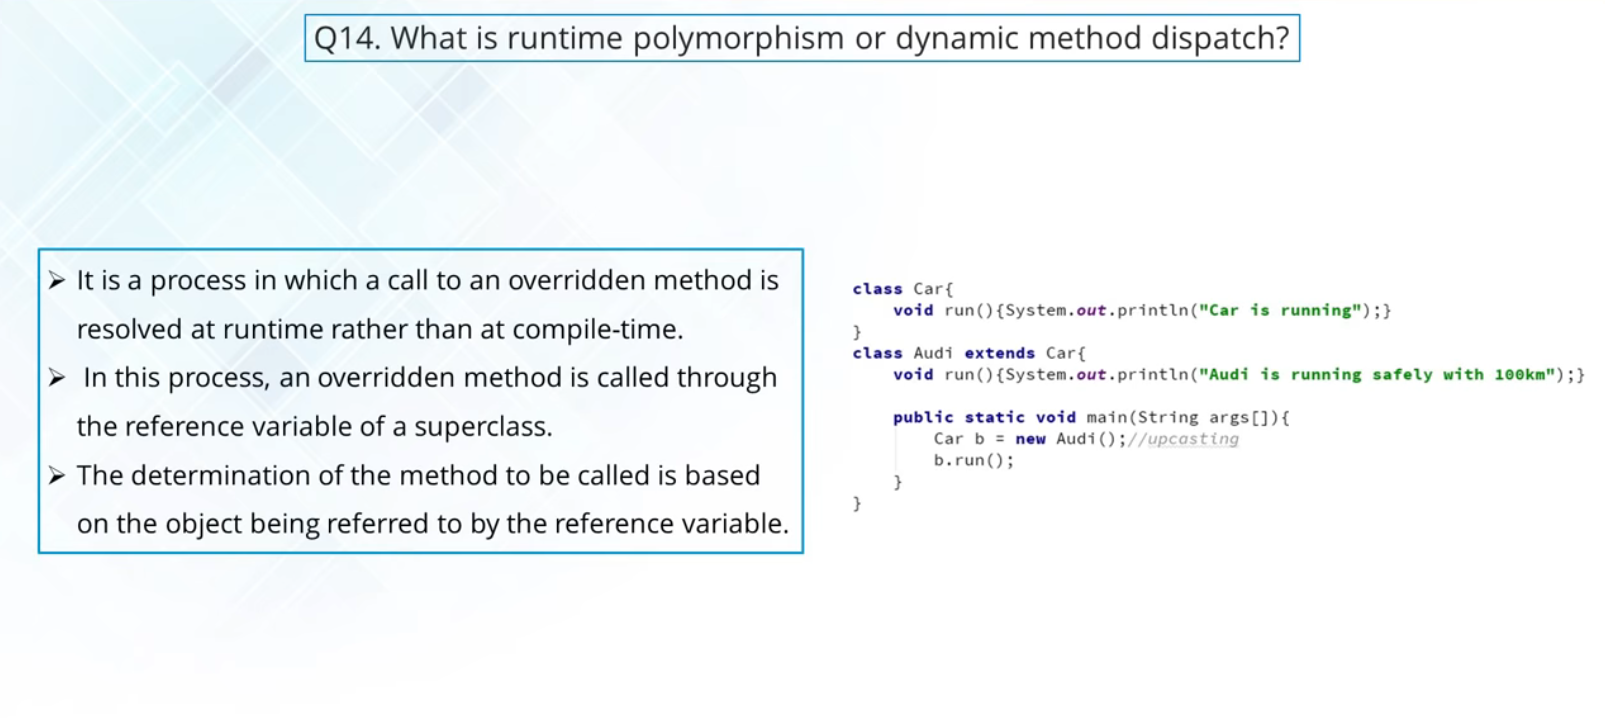 Q14. What is runtime polymorphism or dynamic method dispatch?
➢ It is a process in which a call to an overridden method is
resolved at runtime rather than at compile-time.
➢ In this process, an overridden method is called through
the reference variable of a superclass.
➢ The determination of the method to be called is based
on the object being referred to by the reference variable.
class Car{
    void run(){System.out.println("Car is running");}
}
class Audi extends Car{
    void run(){System.out.println("Audi is running safely with 100km");}
    public static void main(String args[]){
        Car b = new Audi();//upcasting
        b.run();
    }
}